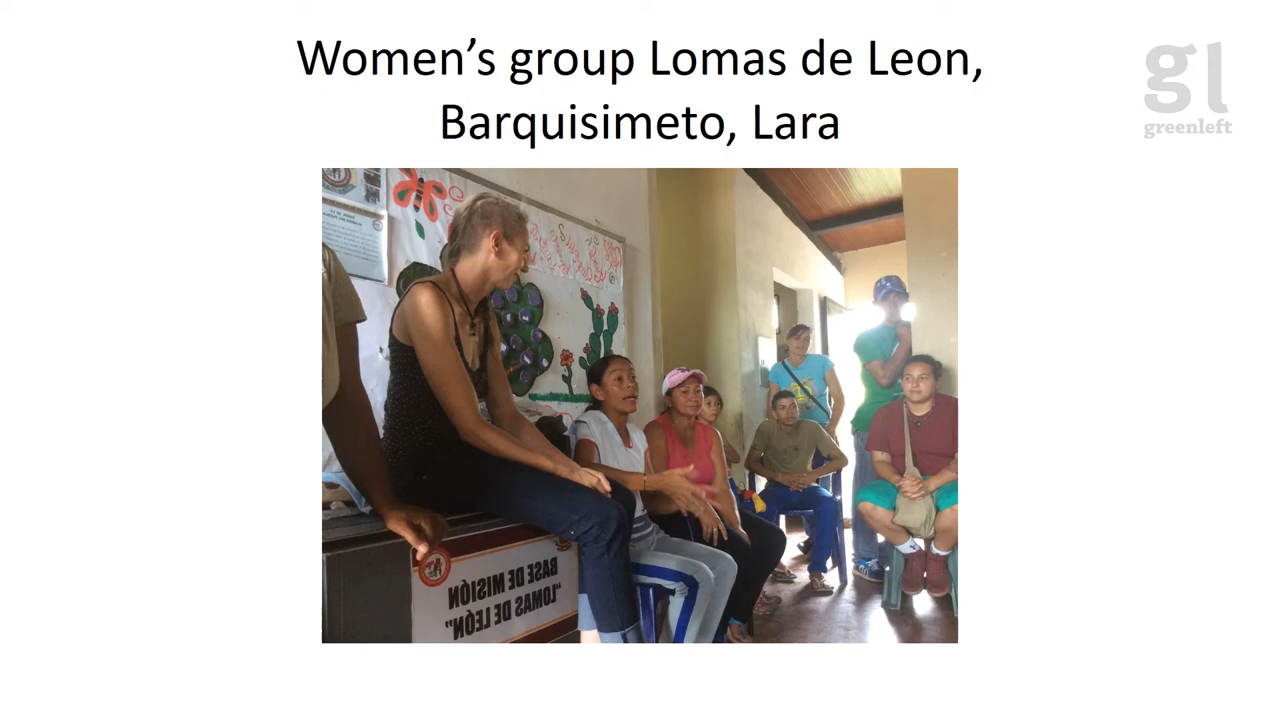 Women's group Lomas de Leon,
Barquisimeto, Lara
gl
greenleft
BASE DE MISIÓN
"LOMAS DE LEÓN"